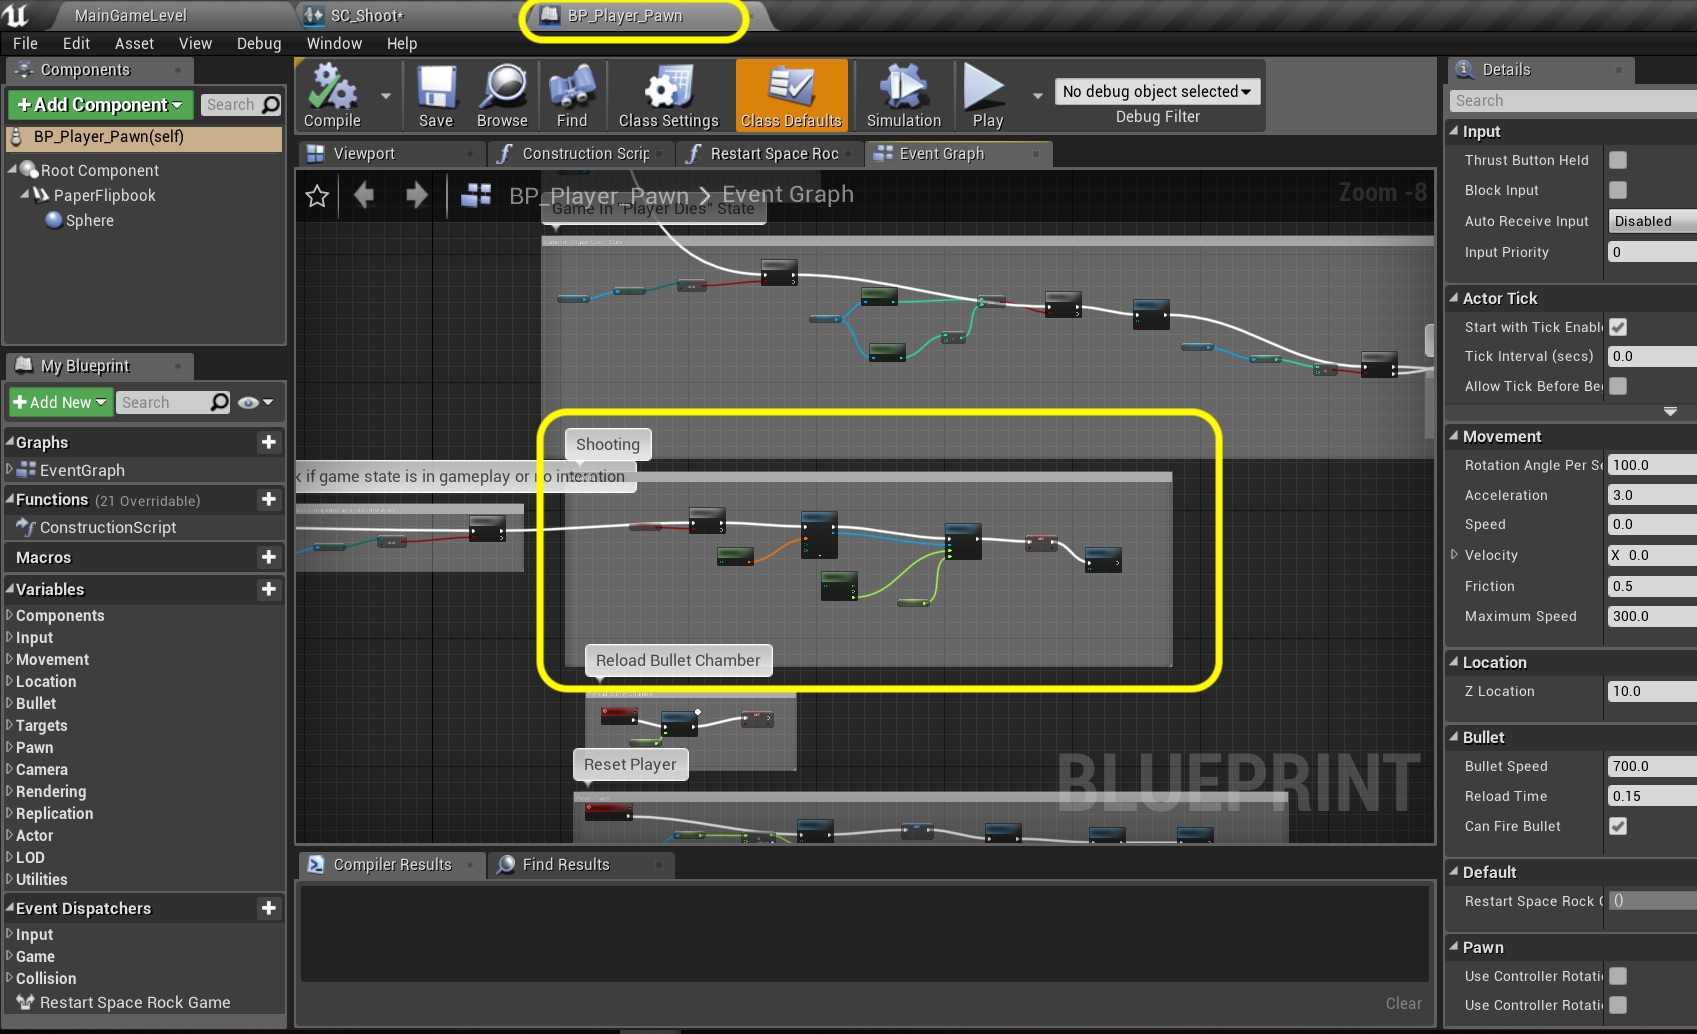 MainGameLevel
SC_Shoot*
BP_Player_Pawn
File Edit Asset View Debug Window Help
Components
+Add Component
Search
BP_Player_Pawn(self)
Root Component
PaperFlipbook
Sphere
My Blueprint
+Add New
Search
Graphs
EventGraph
Functions (21 Overridable)
ConstructionScript
Macros
Variables
Components
Input
Movement
Location
Bullet
Targets
Pawn
Camera
Rendering
Replication
Actor
LOD
Utilities
Event Dispatchers
Input
Game
Collision
Restart Space Rock Game
Compile Save Browse Find Class Settings Class Defaults Simulation Play
No debug object selected
Debug Filter
Viewport
Construction Scrip
Restart Space Roc
Event Graph
BP_Player_Pawn > Event Graph
Zoom -8
Game In "Player Dies" State
Shooting
k if game state is in gameplay or no interation
Reload Bullet Chamber
Reset Player
BLUEPRINT
Compiler Results
Find Results
Clear
Details
Search
Input
Thrust Button Held
Block Input
Auto Receive Input Disabled
Input Priority 0
Actor Tick
Start with Tick Enabl
Tick Interval (secs) 0.0
Allow Tick Before Be
Movement
Rotation Angle Per S
100.0
Acceleration 3.0
Speed 0.0
Velocity X 0.0
Friction 0.5
Maximum Speed 300.0
Location
Z Location 10.0
Bullet
Bullet Speed 700.0
Reload Time 0.15
Can Fire Bullet
Default
Restart Space Rock G ()
Pawn
Use Controller Rotati
Use Controller Rotati